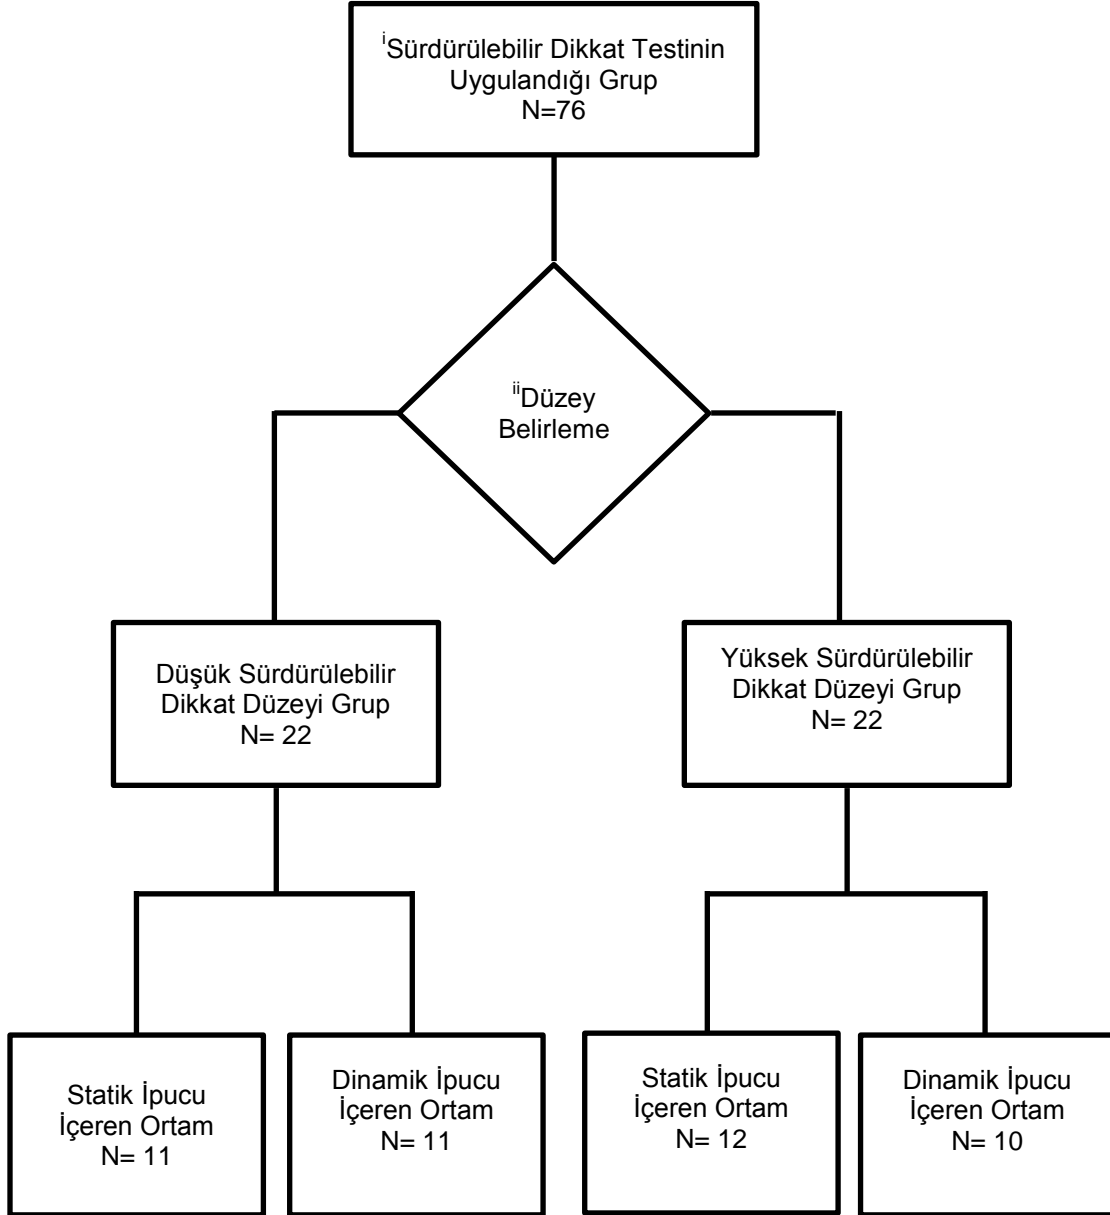 iSürdürülebilir Dikkat Testinin
Uygulandığı Grup
N=76
iiDüzey
Belirleme
Düşük Sürdürülebilir
Dikkat Düzeyi Grup
N= 22
Yüksek Sürdürülebilir
Dikkat Düzeyi Grup
N= 22
Statik İpucu
İçeren Ortam
N= 11
Dinamik İpucu
İçeren Ortam
N= 11
Statik İpucu
İçeren Ortam
N= 12
Dinamik İpucu
İçeren Ortam
N= 10